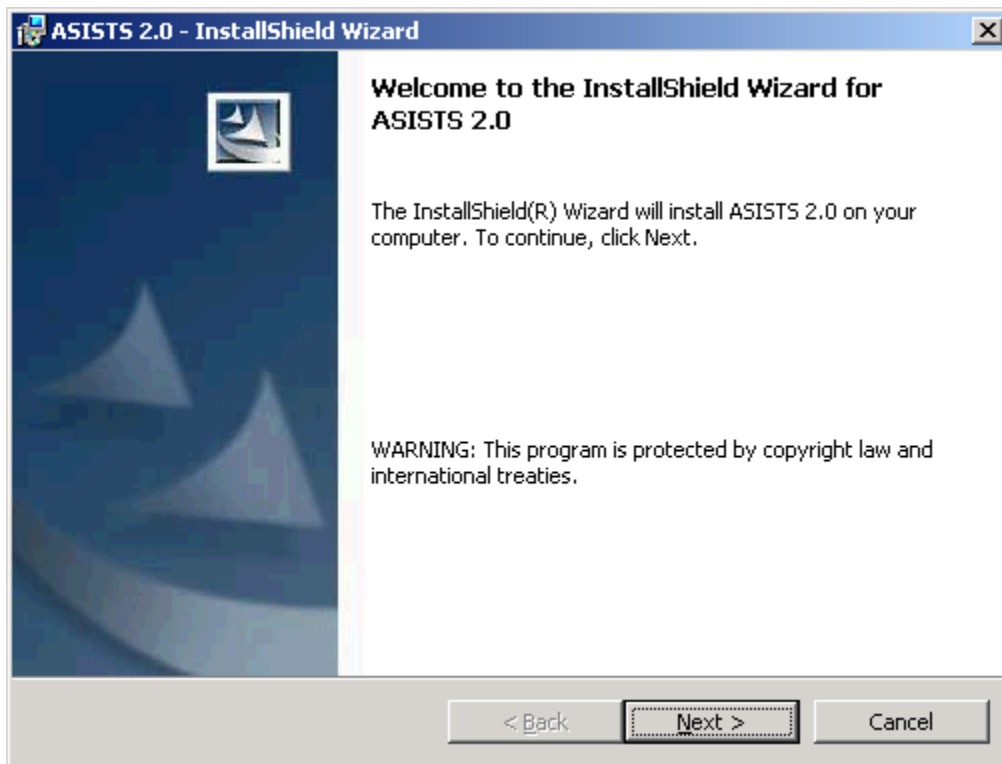 ASISTS 2.0 - InstallShield Wizard
Welcome to the InstallShield Wizard for
ASISTS 2.0
The InstallShield(R) Wizard will install ASISTS 2.0 on your
computer. To continue, click Next.
WARNING: This program is protected by copyright law and
international treaties.
< Back Next > Cancel